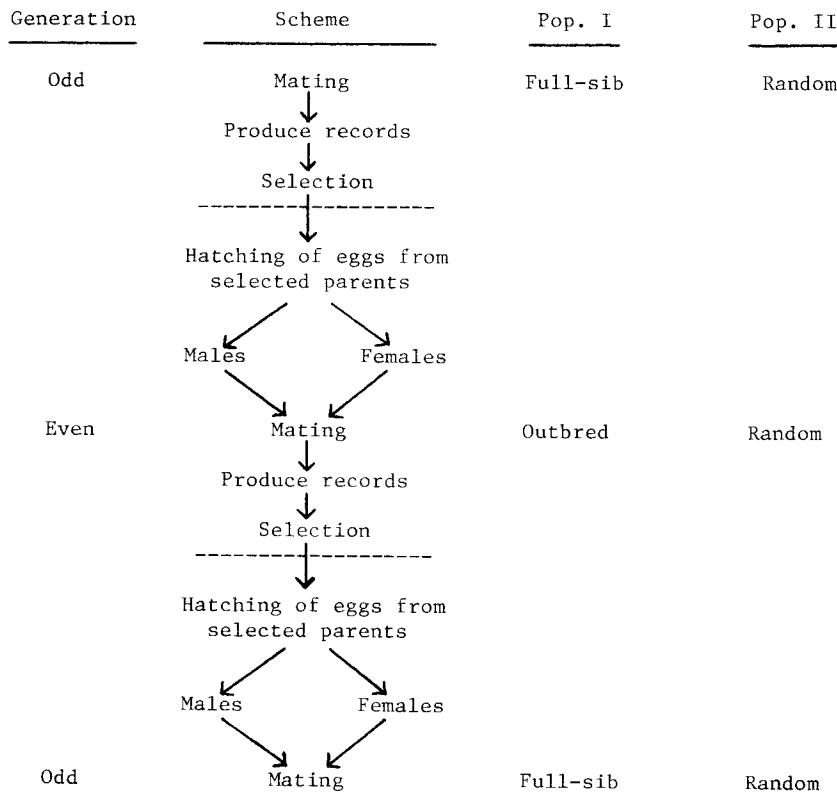 Generation Scheme Pop. I Pop. II
Odd Mating Full-sib Random
Produce records
Selection
Hatching of eggs from
selected parents
Males Females
Even Mating Outbred Random
Produce records
Selection
Hatching of eggs from
selected parents
Males Females
Odd Mating Full-sib Random